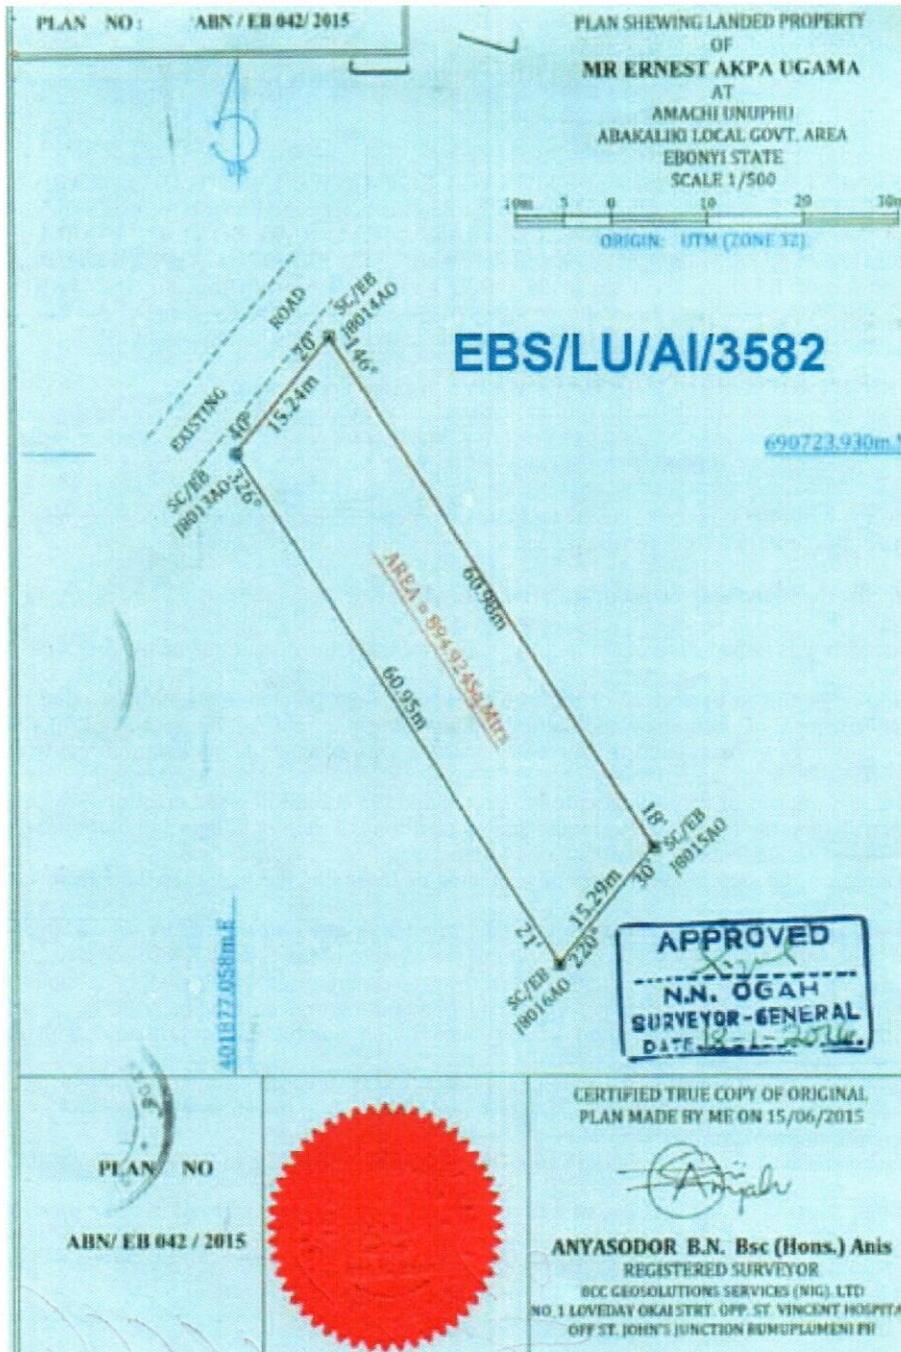 PLAN NO : ABN / EB 042/ 2015
PLAN SHEWING LANDED PROPERTY
OF
MR ERNEST AKPA UGAMA
AT
AMACHI UNUPHU
ABAKALIKI LOCAL GOVT. AREA
EBONYI STATE
SCALE 1/500
10m 5 0 10 20 30m
ORIGIN: UTM (ZONE 32)
EBS/LU/AI/3582
690723.930m.
EXISTING ROAD
SC/EB
J8014AO
20'
146°
40°
15.24m
SC/EB
J8013AO
326°
AREA = 894.924Sq.Mtrs
60.98m
60.95m
18'
SC/EB
J8015AO
30'
15.29m
21'
220°
SC/EB
J8016AO
401877.058m.E
APPROVED
N.N. OGAH
SURVEYOR-GENERAL
DATE 18-1-2016.
CERTIFIED TRUE COPY OF ORIGINAL
PLAN MADE BY ME ON 15/06/2015
PLAN NO
ABN/ EB 042 / 2015
ANYASODOR B.N. Bsc (Hons.) Anis
REGISTERED SURVEYOR
GEOSOLUTIONS SERVICES (NIG). LTD
NO 1 LOVEDAY OKAI STRT. OPP. ST. VINCENT HOSPITA
OFF ST. JOHN'S JUNCTION RUMUPLUMENI PH